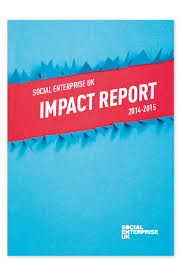 SOCIAL ENTERPRISE UK
IMPACT REPORT
2014-2015
SOCIAL
ENTERPRISE
UK